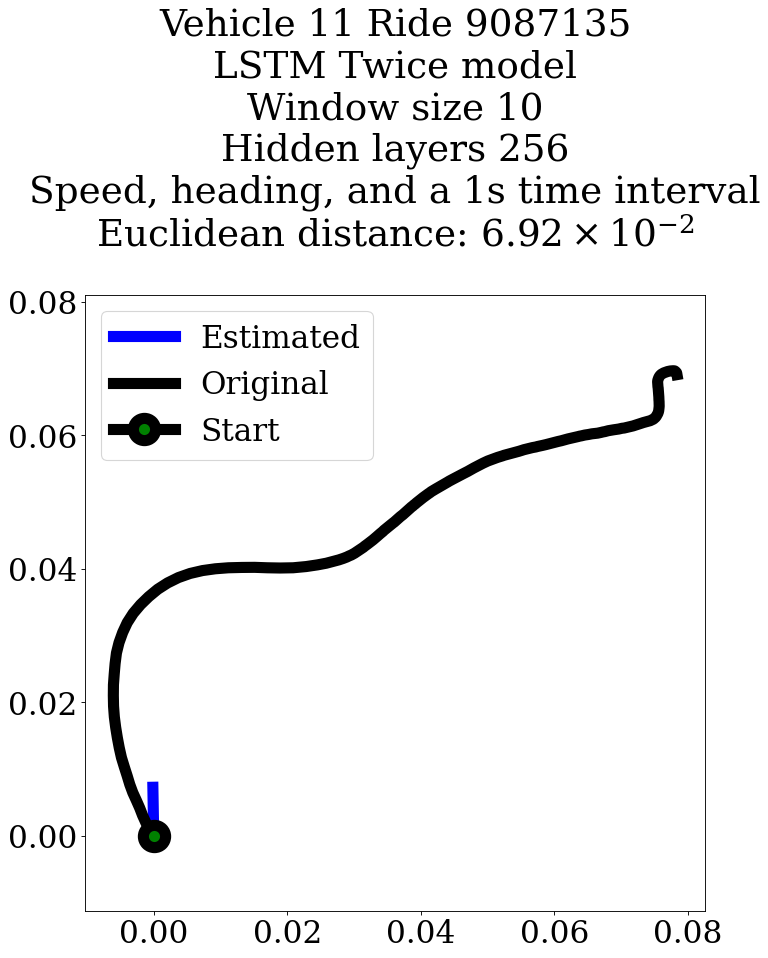 Vehicle 11 Ride 9087135
LSTM Twice model
Window size 10
Hidden layers 256
Speed, heading, and a 1s time interval
Euclidean distance: 6.92 × 10⁻²
0.08
Estimated
Original
Start
0.06
0.04
0.02
0.00
0.00 0.02 0.04 0.06 0.08